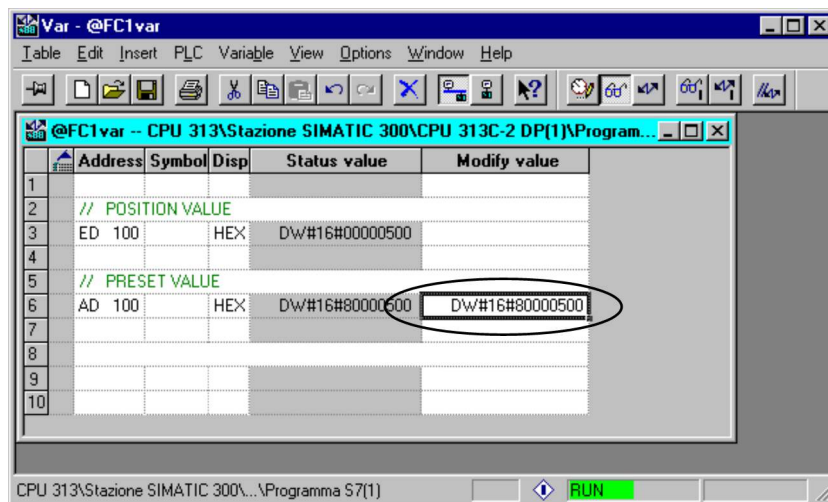 Var - @FC1var
Table Edit Insert PLC Variable View Options Window Help
@FC1var -- CPU 313\Stazione SIMATIC 300\CPU 313C-2 DP(1)\Program...
Address Symbol Disp Status value Modify value
1
2 // POSITION VALUE
3 ED 100 HEX DW#16#00000500
4
5 // PRESET VALUE
6 AD 100 HEX DW#16#80000500 DW#16#80000500
7
8
9
10
CPU 313\Stazione SIMATIC 300\...\Programma S7(1) RUN